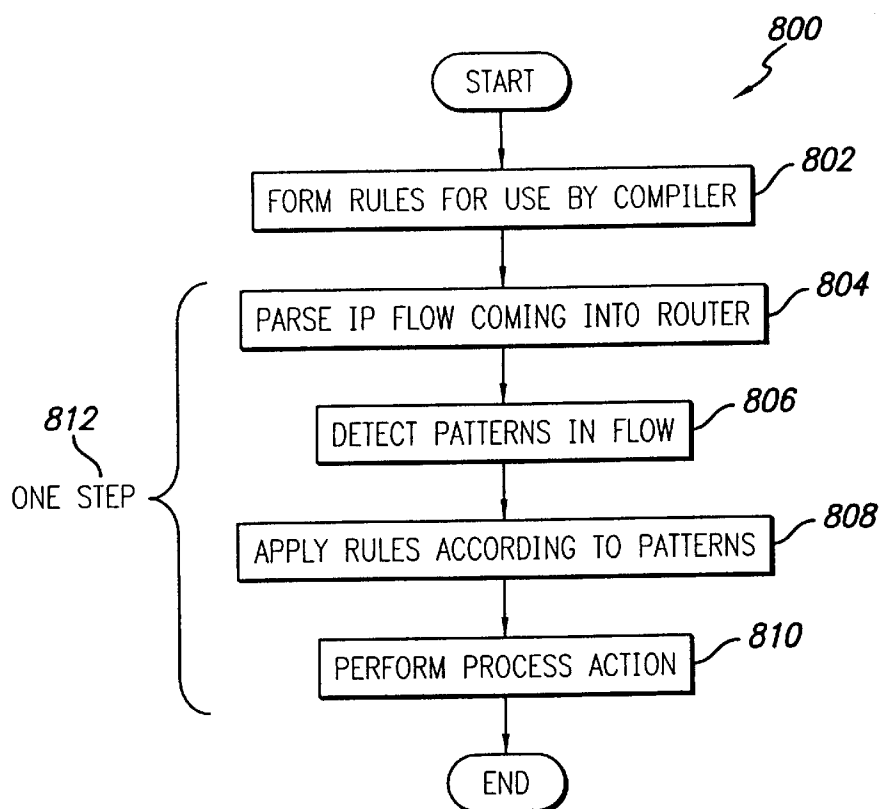 800
START
802
FORM RULES FOR USE BY COMPILER
804
PARSE IP FLOW COMING INTO ROUTER
806
DETECT PATTERNS IN FLOW
812
ONE STEP
808
APPLY RULES ACCORDING TO PATTERNS
810
PERFORM PROCESS ACTION
END